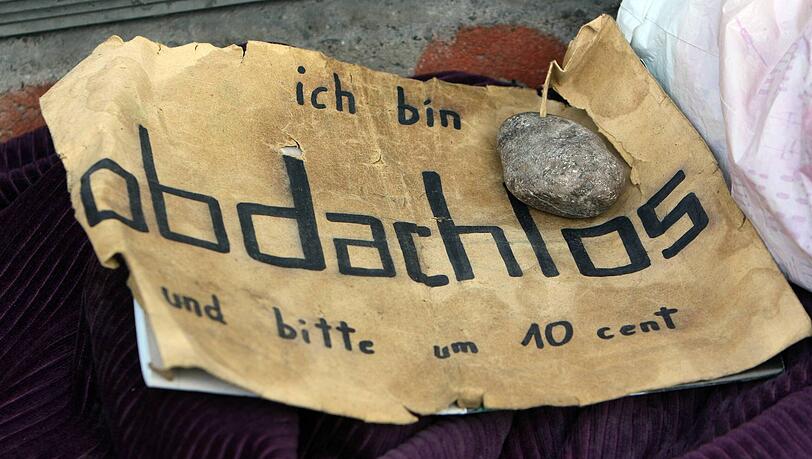 ich bin
obdachlos
und bitte um 10 cent